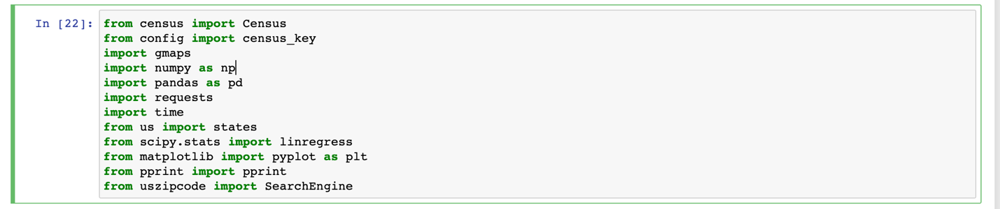 In [22]: from census import Census
from config import census_key
import gmaps
import numpy as np
import pandas as pd
import requests
import time
from us import states
from scipy.stats import linregress
from matplotlib import pyplot as plt
from pprint import pprint
from uszipcode import SearchEngine